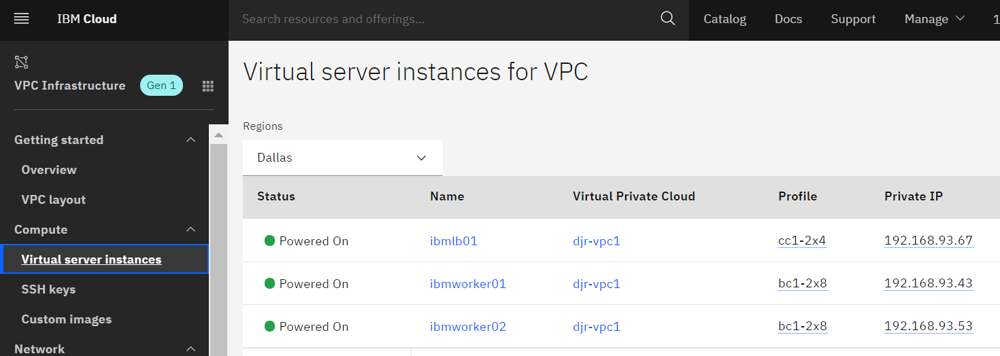 IBM Cloud
Search resources and offerings...
Catalog
Docs
Support
Manage
1
VPC Infrastructure
Gen 1
Getting started
Overview
VPC layout
Compute
Virtual server instances
SSH keys
Custom images
Network
Virtual server instances for VPC
Regions
Dallas
Status Name Virtual Private Cloud Profile Private IP
Powered On ibmlb01 djr-vpc1 cc1-2x4 192.168.93.67
Powered On ibmworker01 djr-vpc1 bc1-2x8 192.168.93.43
Powered On ibmworker02 djr-vpc1 bc1-2x8 192.168.93.53